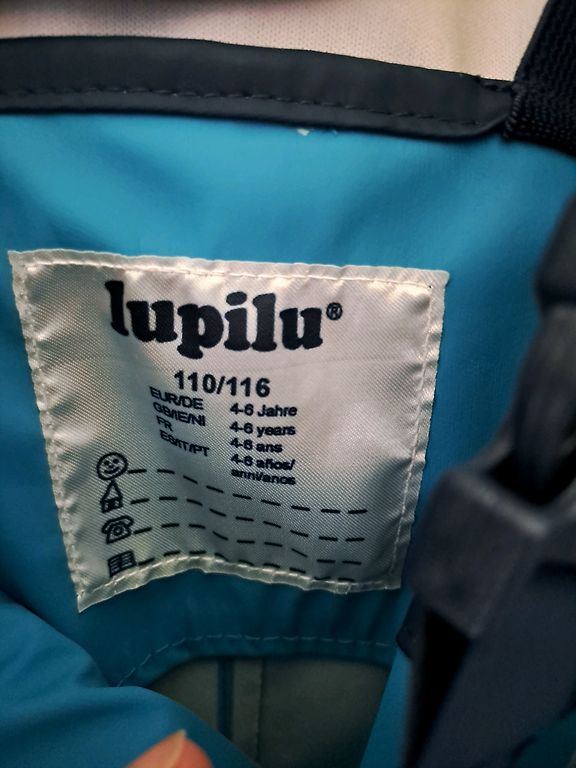 lupilu®
110/116
EUR/DE 4-6 Jahre
GB/IE/NI 4-6 years
FR 4-6 ans
ES/IT/PT 4-6 años/
anni/anos